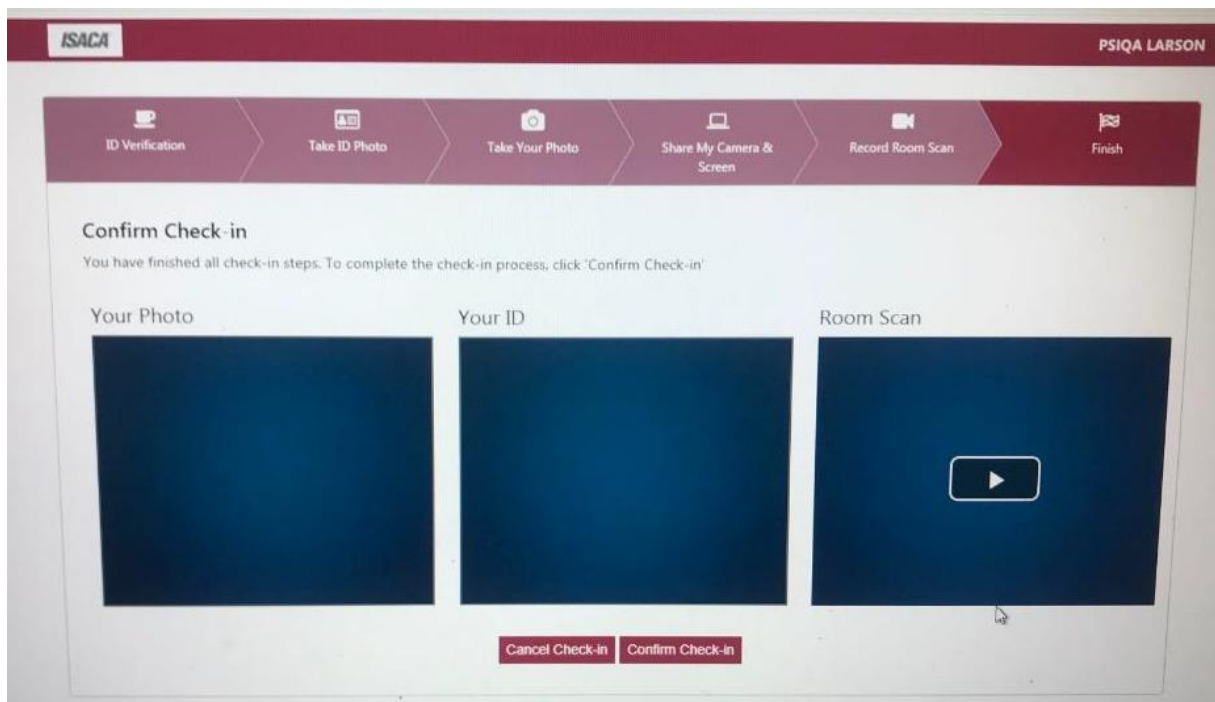 ISACA
PSIQA LARSON
ID Verification
Take ID Photo
Take Your Photo
Share My Camera &
Screen
Record Room Scan
Finish
Confirm Check-in
You have finished all check-in steps. To complete the check-in process, click 'Confirm Check-in'
Your Photo
Your ID
Room Scan
Cancel Check-in
Confirm Check-in